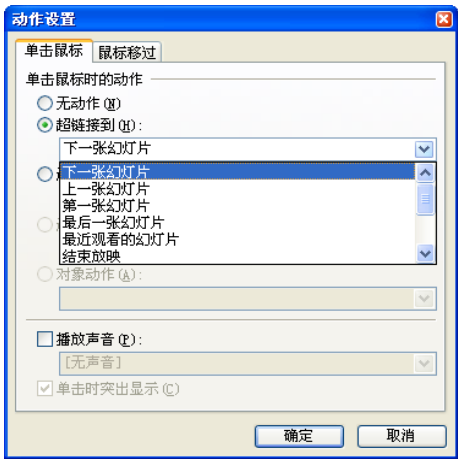 动作设置
单击鼠标 鼠标移过
单击鼠标时的动作
无动作(N)
超链接到(H):
下一张幻灯片
下一张幻灯片
上一张幻灯片
第一张幻灯片
最后一张幻灯片
最近观看的幻灯片
结束放映
对象动作(A):
播放声音(P):
[无声音]
单击时突出显示(C)
确定 取消